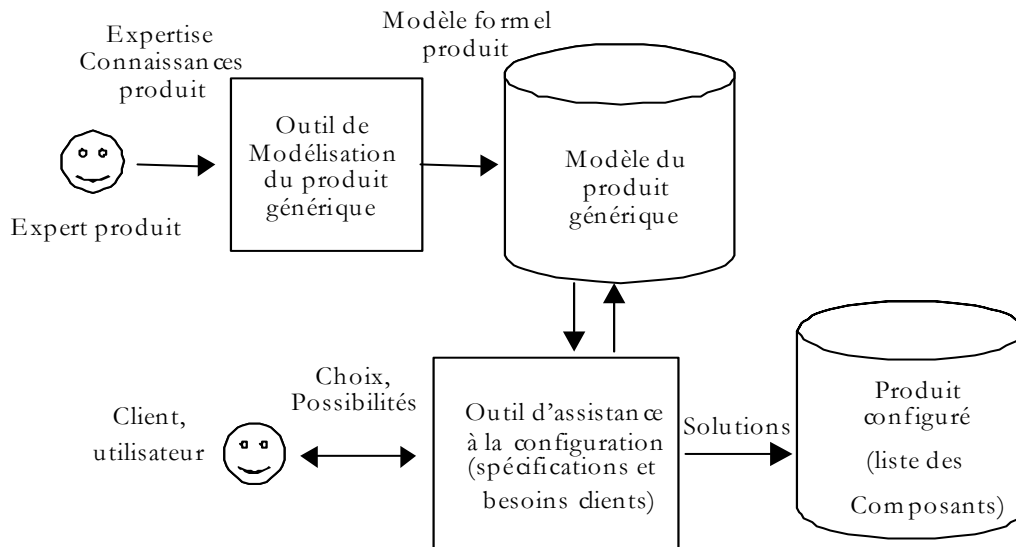 Expertise
Connaissances
produit
Modèle formel
produit
Outil de
Modélisation
du produit
générique
Modèle du
produit
générique
Expert produit
Choix,
Possibilités
Client,
utilisateur
Outil d'assistance
à la configuration
(spécifications et
besoins clients)
Solutions
Produit
configuré
(liste des
Composants)